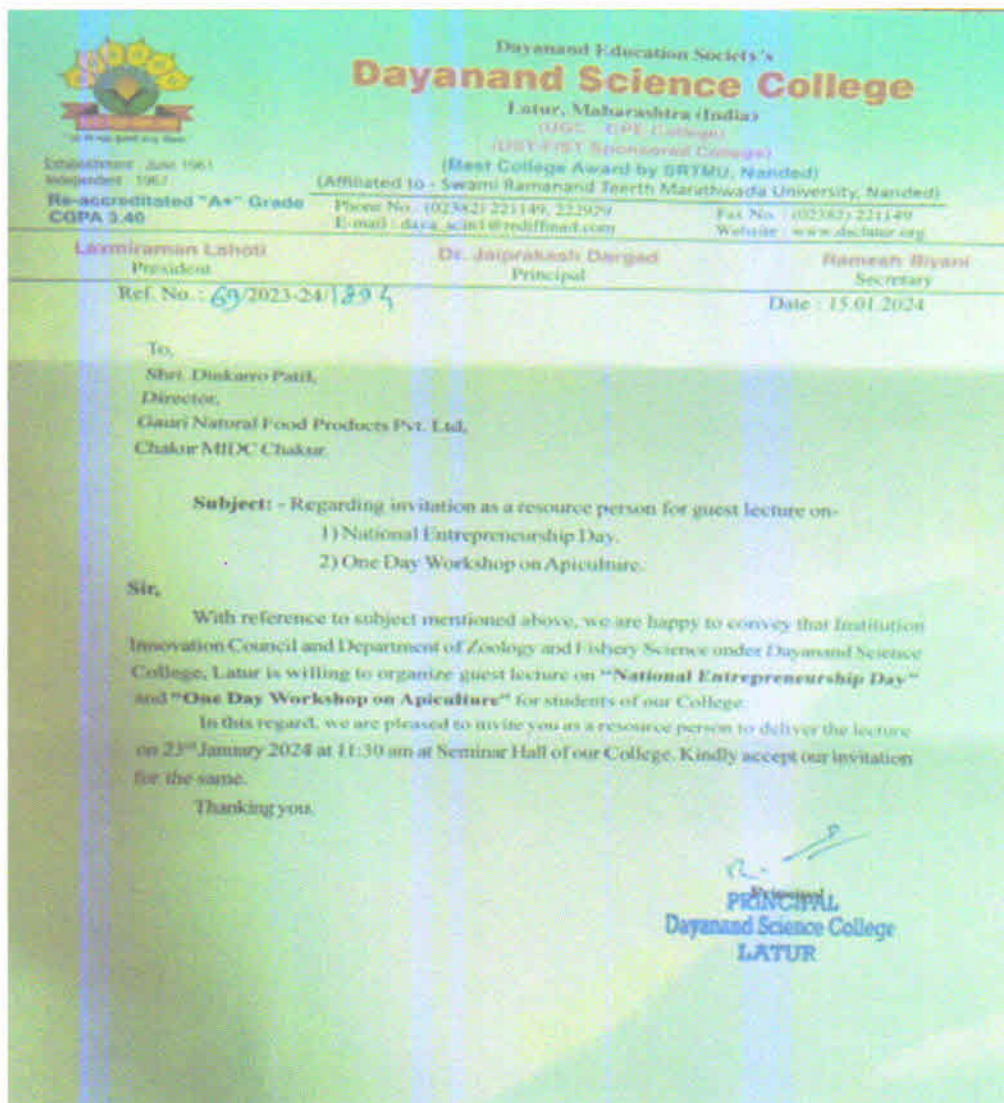 Dayanand Education Society's
Dayanand Science College
Latur, Maharashtra (India)
(UGC - CPE College)
(DST-FIST Sponsored College)
(Best College Award by SRTMU, Nanded)
(Affiliated to - Swami Ramanand Teerth Marathwada University, Nanded)
Establishment June 1961
Independent 1967
Re-accreditated "A+" Grade
CGPA 3.40
Phone No. (02382) 221149, 222929
Fax No. (02382) 221149
E-mail : daya_scin1@rediffmail.com
Website : www.dsclatur.org
Laxmiraman Lahoti
President
Dr. Jaiprakash Dargad
Principal
Ramesh Biyani
Secretary
Ref. No. : 69/2023-24/1894
Date : 15.01.2024
To,
Shri. Dinkarro Patil,
Director,
Gauri Natural Food Products Pvt. Ltd,
Chakur MIDC Chakur.
Subject: - Regarding invitation as a resource person for guest lecture on-
1) National Entrepreneurship Day.
2) One Day Workshop on Apiculture.
Sir,
With reference to subject mentioned above, we are happy to convey that Institution
Innovation Council and Department of Zoology and Fishery Science under Dayanand Science
College, Latur is willing to organize guest lecture on "National Entrepreneurship Day"
and "One Day Workshop on Apiculture" for students of our College.
In this regard, we are pleased to invite you as a resource person to deliver the lecture
on 23rd January 2024 at 11:30 am at Seminar Hall of our College. Kindly accept our invitation
for the same.
Thanking you.
Principal
PRINCIPAL
Dayanand Science College
LATUR